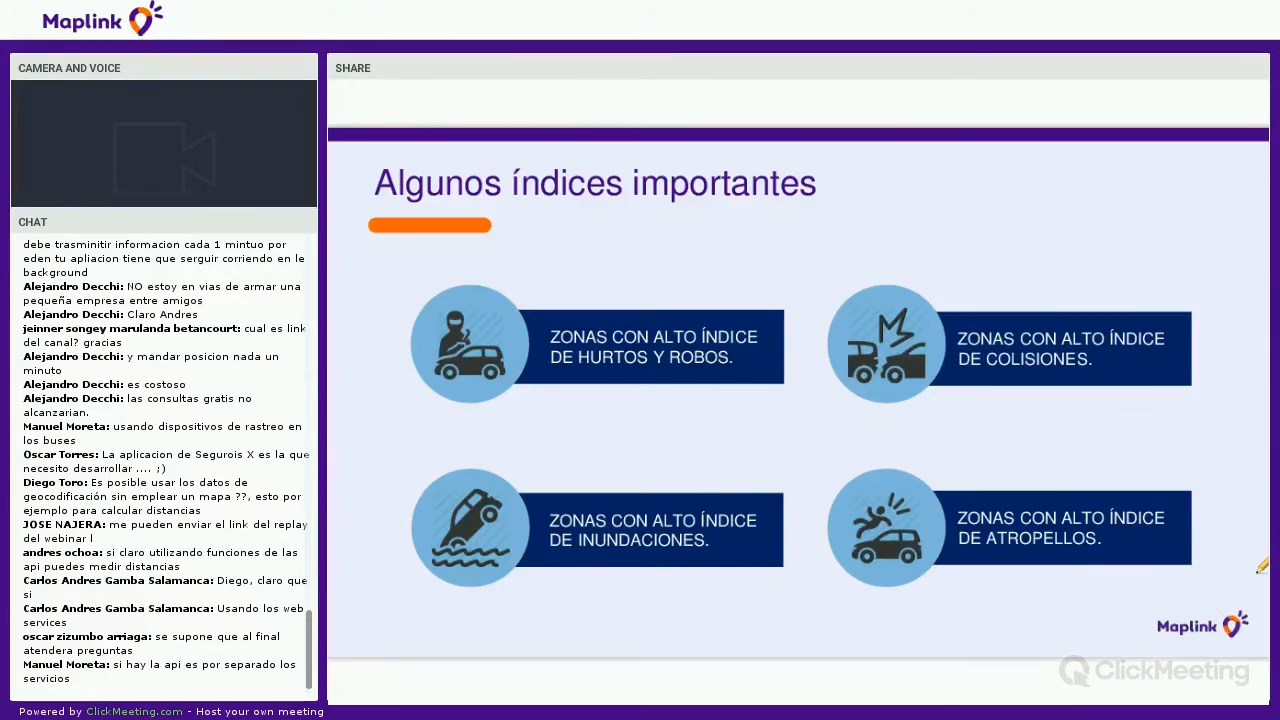 Maplink
CAMERA AND VOICE
SHARE
CHAT
debe trasminitir informacion cada 1 mintuo por
eden tu apliacion tiene que serguir corriendo en le
background
Alejandro Decchi: NO estoy en vias de armar una
pequeña empresa entre amigos
Alejandro Decchi: Claro Andres
jeinner songey marulanda betancourt: cual es link
del canal? gracias
Alejandro Decchi: y mandar posicion nada un
minuto
Alejandro Decchi: es costoso
Alejandro Decchi: las consultas gratis no
alcanzarian.
Manuel Moreta: usando dispositivos de rastreo en
los buses
Oscar Torres: La aplicacion de Segurois X es la que
necesito desarrollar .... ;)
Diego Toro: Es posible usar los datos de
geocodificación sin emplear un mapa ??, esto por
ejemplo para calcular distancias
JOSE NAJERA: me pueden enviar el link del replay
del webinar l
andres ochoa: si claro utilizando funciones de las
api puedes medir distancias
Carlos Andres Gamba Salamanca: Diego, claro que
si
Carlos Andres Gamba Salamanca: Usando los web
services
oscar zizumbo arriaga: se supone que al final
atendera preguntas
Manuel Moreta: si hay la api es por separado los
servicios
Powered by ClickMeeting.com - Host your own meeting
Algunos índices importantes
ZONAS CON ALTO ÍNDICE
DE HURTOS Y ROBOS.
ZONAS CON ALTO ÍNDICE
DE COLISIONES.
ZONAS CON ALTO ÍNDICE
DE INUNDACIONES.
ZONAS CON ALTO ÍNDICE
DE ATROPELLOS.
Maplink
ClickMeeting